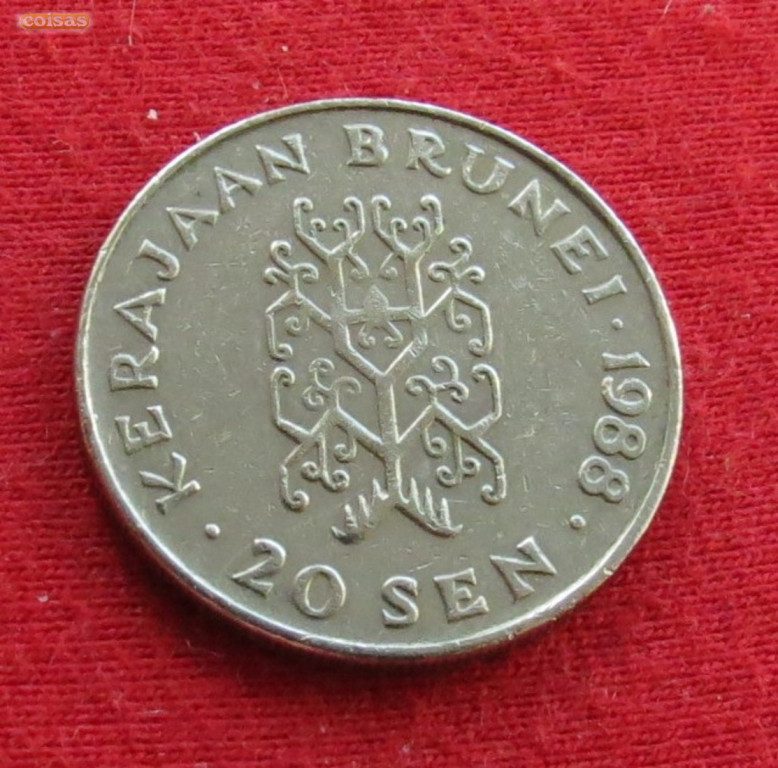 coisas
KERAJAAN BRUNEI · 1988 ·
20 SEN ·